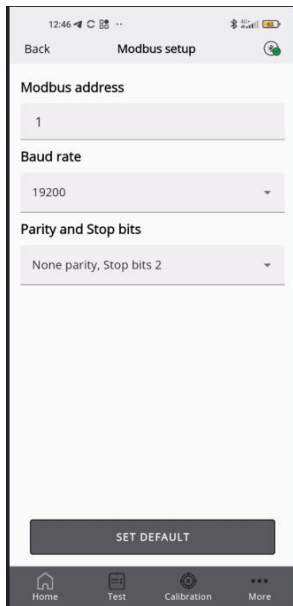 12:46
Back Modbus setup
Modbus address
1
Baud rate
19200
Parity and Stop bits
None parity, Stop bits 2
SET DEFAULT
Home Test Calibration More